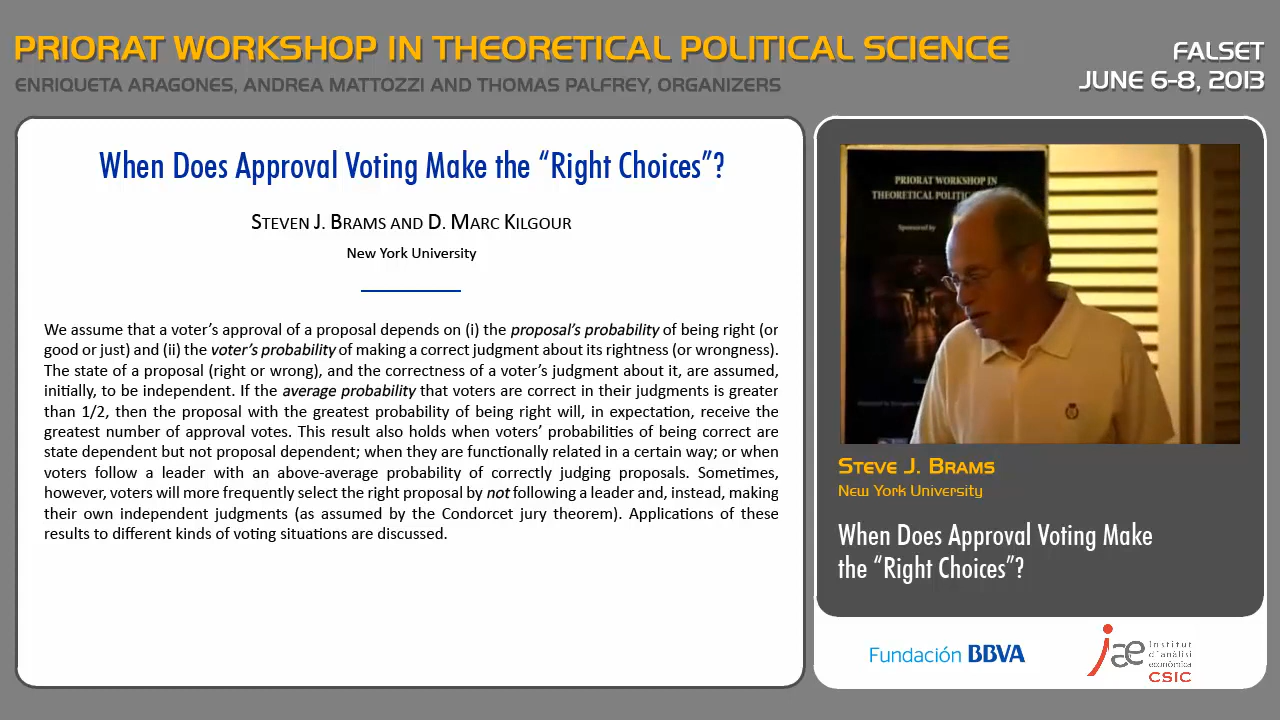 PRIORAT WORKSHOP IN THEORETICAL POLITICAL SCIENCE
ENRIQUETA ARAGONES, ANDREA MATTOZZI AND THOMAS PALFREY, ORGANIZERS
FALSET
JUNE 6-8, 2013
When Does Approval Voting Make the “Right Choices”?
STEVEN J. BRAMS AND D. MARC KILGOUR
New York University
We assume that a voter’s approval of a proposal depends on (i) the proposal’s probability of being right (or
good or just) and (ii) the voter’s probability of making a correct judgment about its rightness (or wrongness).
The state of a proposal (right or wrong), and the correctness of a voter’s judgment about it, are assumed,
initially, to be independent. If the average probability that voters are correct in their judgments is greater
than 1/2, then the proposal with the greatest probability of being right will, in expectation, receive the
greatest number of approval votes. This result also holds when voters’ probabilities of being correct are
state dependent but not proposal dependent; when they are functionally related in a certain way; or when
voters follow a leader with an above-average probability of correctly judging proposals. Sometimes,
however, voters will more frequently select the right proposal by not following a leader and, instead, making
their own independent judgments (as assumed by the Condorcet jury theorem). Applications of these
results to different kinds of voting situations are discussed.
PRIORAT WORKSHOP IN
THEORETICAL POLITIC
Sponsored by
STEVE J. BRAMS
New York University
When Does Approval Voting Make
the “Right Choices”?
Fundación BBVA
iae
Institut
d'anàlisi
econòmica
CSIC